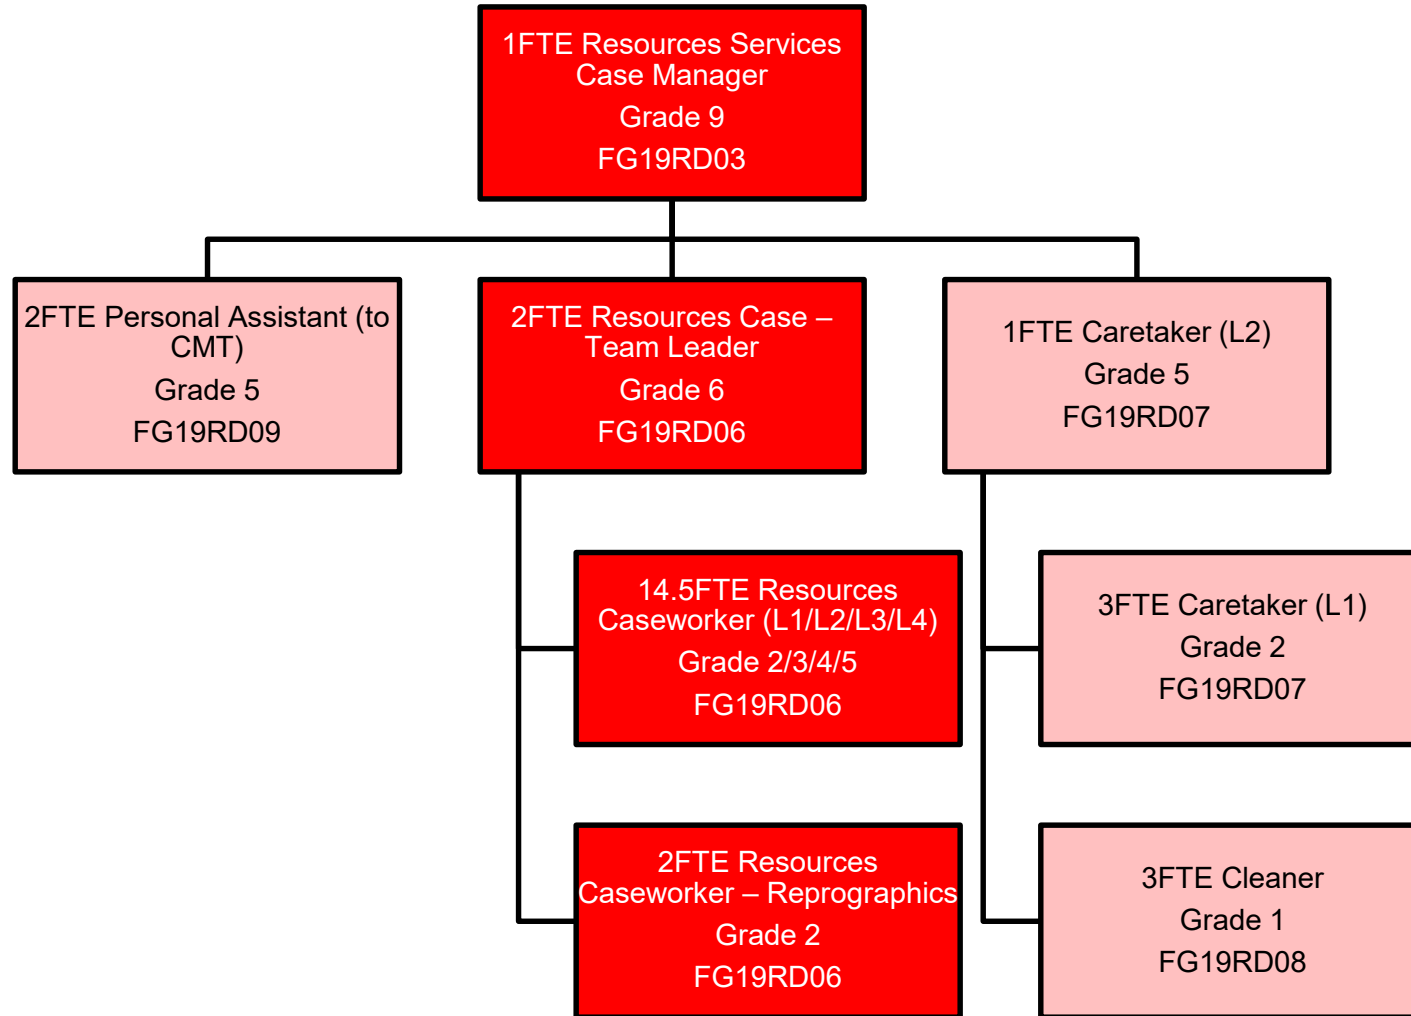 1FTE Resources Services
Case Manager
Grade 9
FG19RD03
2FTE Personal Assistant (to
CMT)
Grade 5
FG19RD09
2FTE Resources Case –
Team Leader
Grade 6
FG19RD06
1FTE Caretaker (L2)
Grade 5
FG19RD07
14.5FTE Resources
Caseworker (L1/L2/L3/L4)
Grade 2/3/4/5
FG19RD06
3FTE Caretaker (L1)
Grade 2
FG19RD07
2FTE Resources
Caseworker – Reprographics
Grade 2
FG19RD06
3FTE Cleaner
Grade 1
FG19RD08